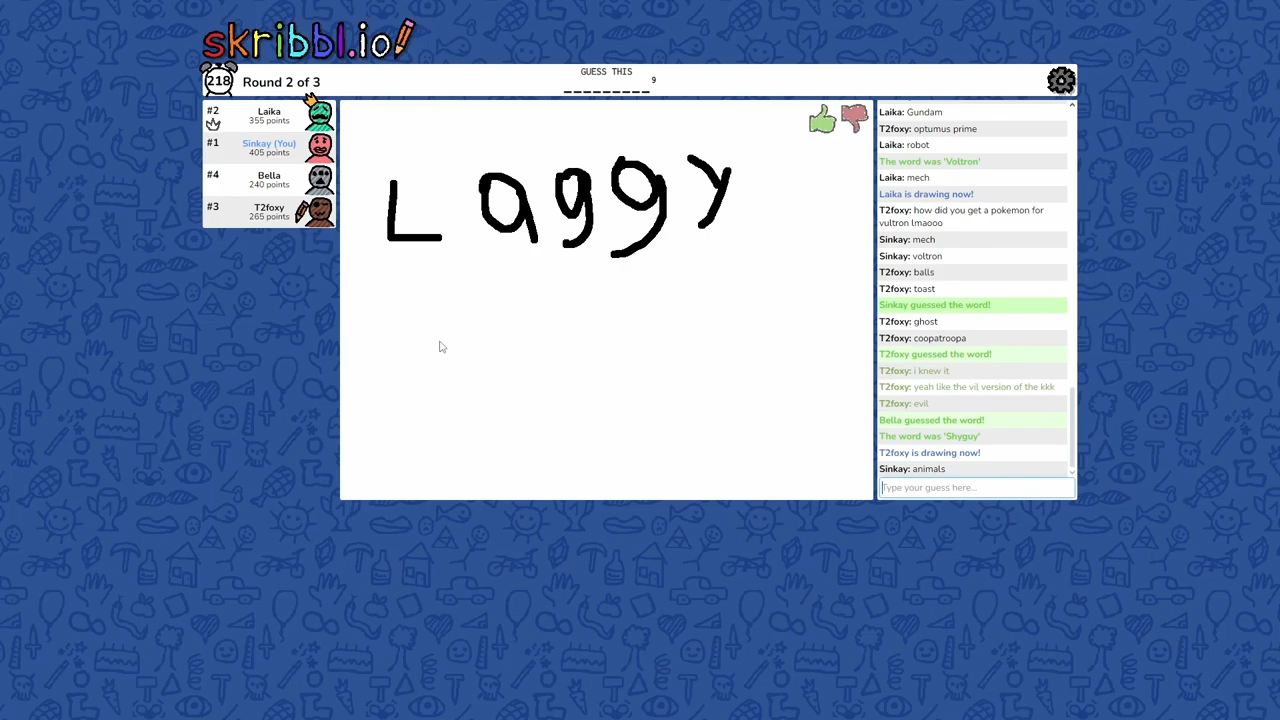 skribbl.io
218
Round 2 of 3
GUESS THIS
_________ 9
#2 Laika
355 points
#1 Sinkay (You)
405 points
#4 Bella
240 points
#3 T2foxy
265 points
Laggy
Laika: Gundam
T2foxy: optumus prime
Laika: robot
The word was 'Voltron'
Laika: mech
Laika is drawing now!
T2foxy: how did you get a pokemon for
vultron lmaooo
Sinkay: mech
Sinkay: voltron
T2foxy: balls
T2foxy: toast
Sinkay guessed the word!
T2foxy: ghost
T2foxy: coopatroopa
T2foxy guessed the word!
T2foxy: i knew it
T2foxy: yeah like the vil version of the kkk
T2foxy: evil
Bella guessed the word!
The word was 'Shyguy'
T2foxy is drawing now!
Sinkay: animals
Type your guess here...